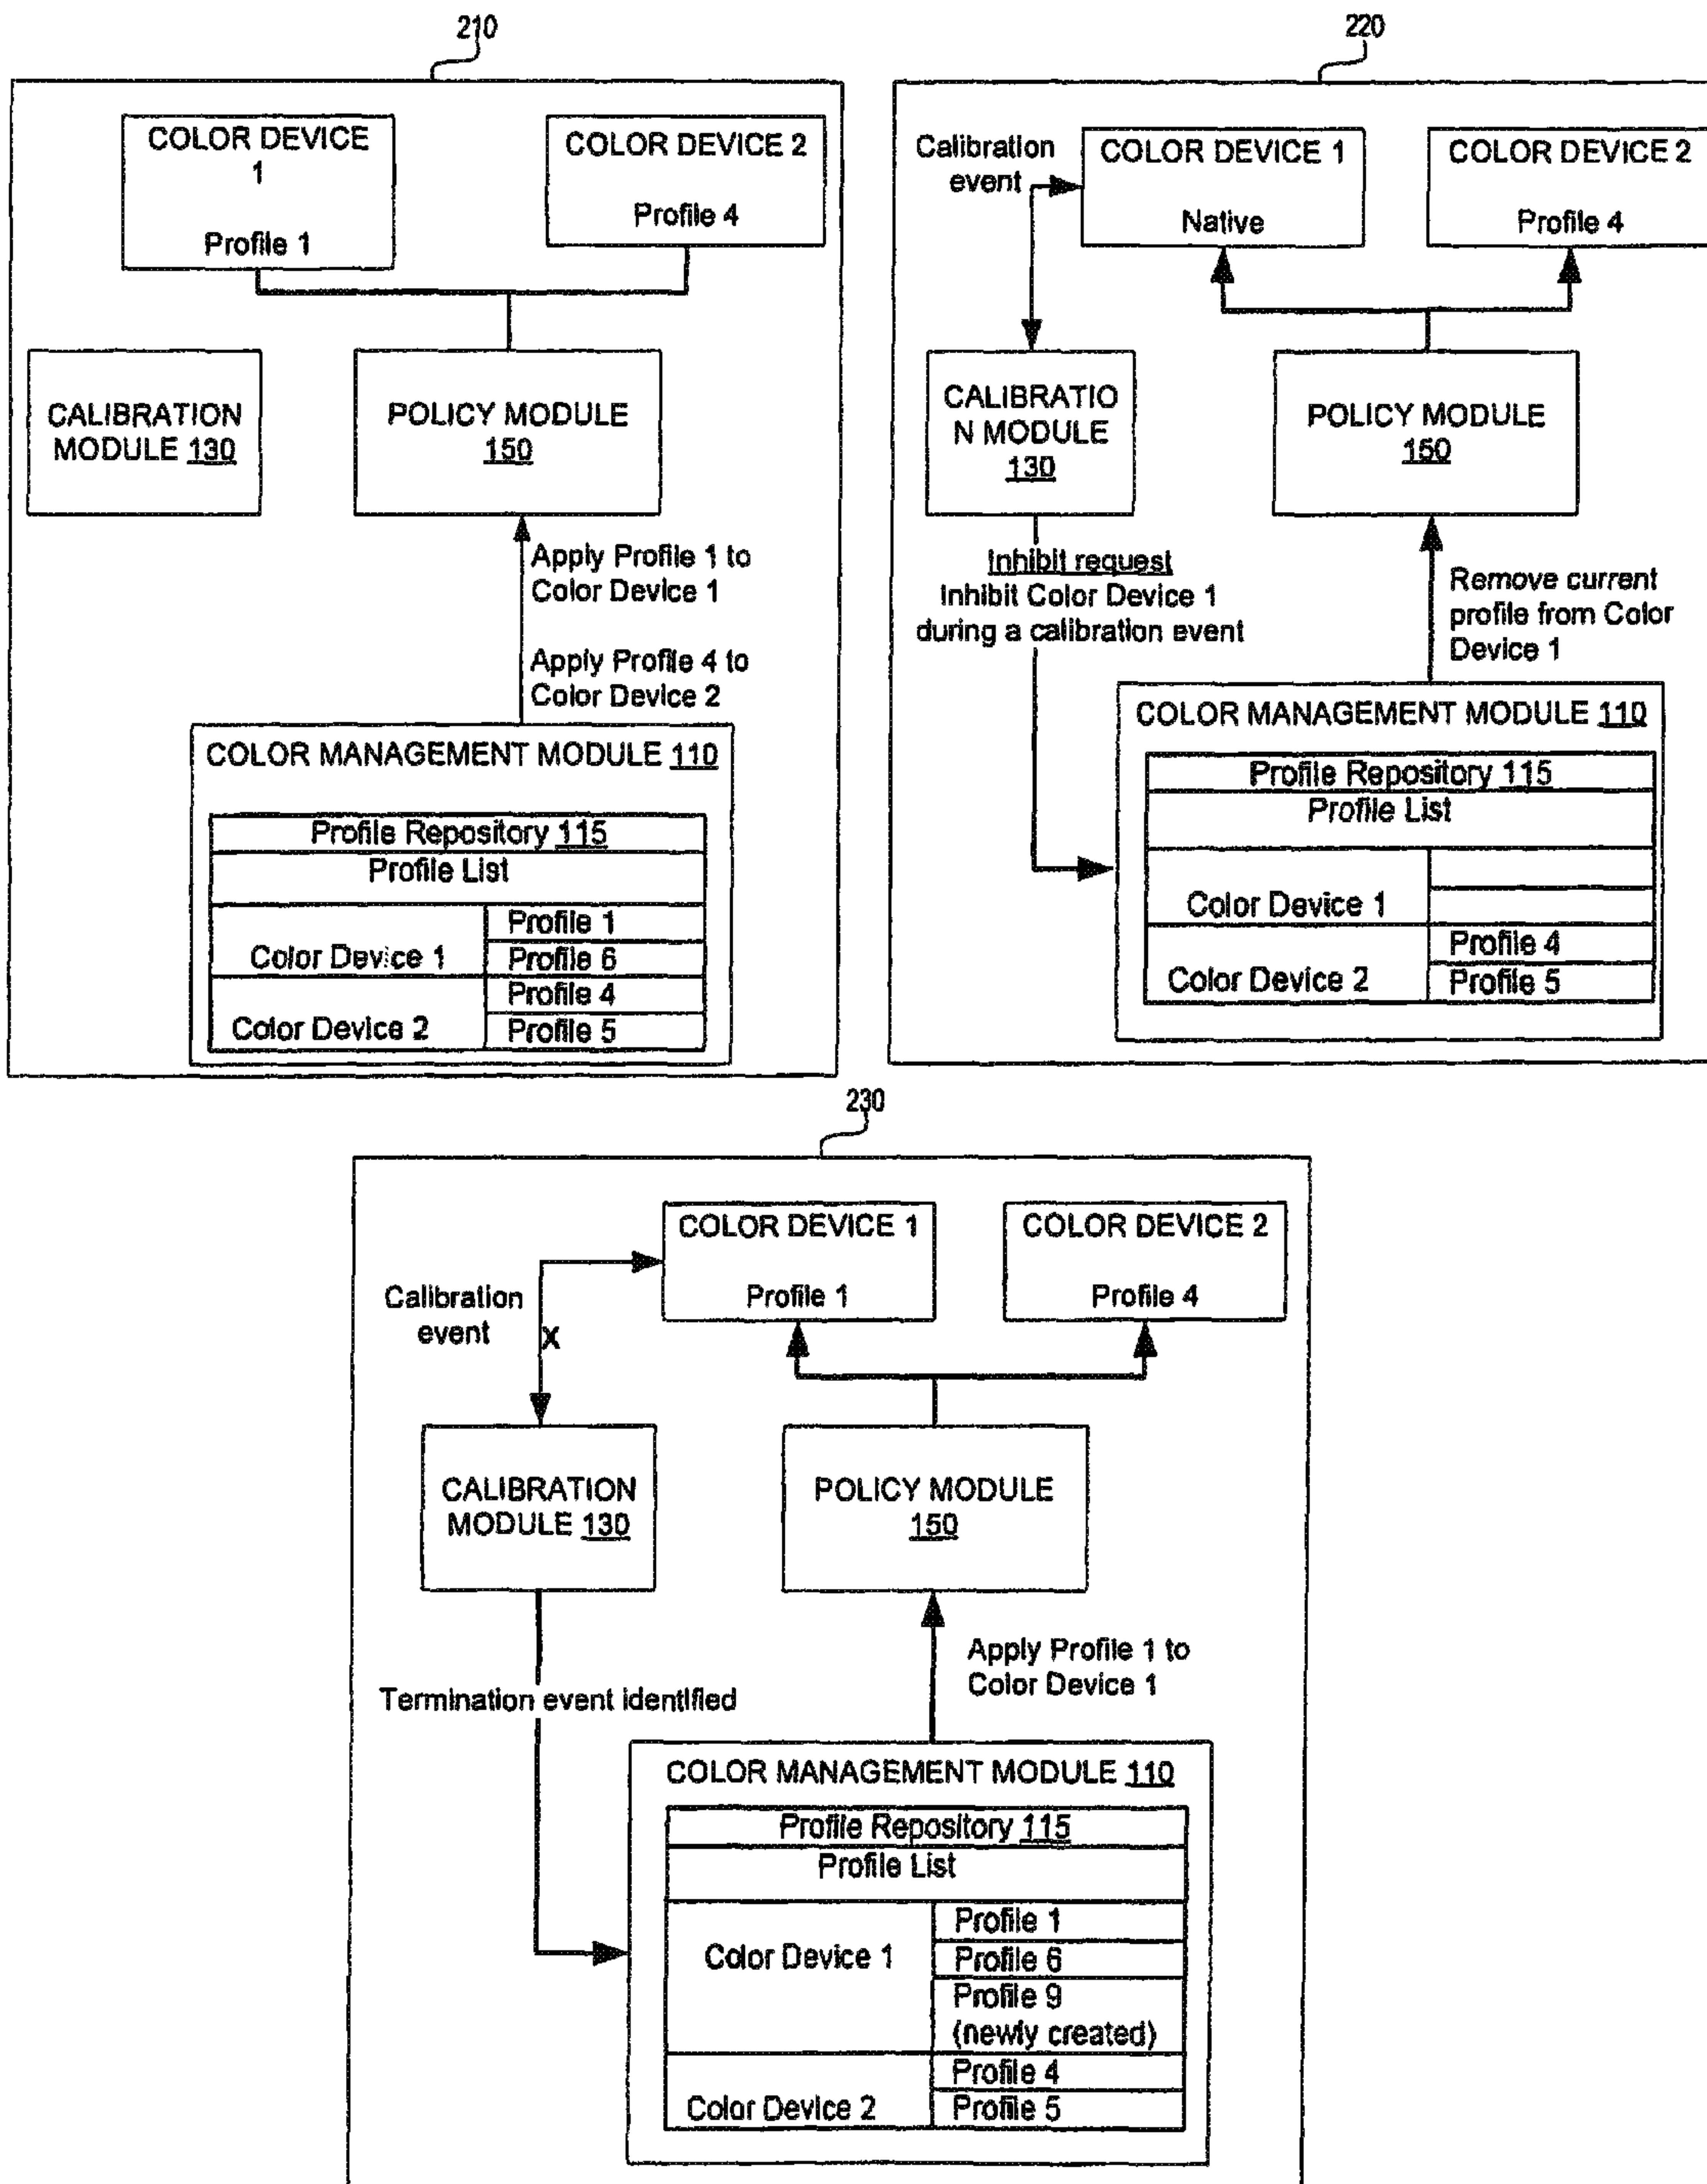 210
COLOR DEVICE
1
Profile 1
COLOR DEVICE 2
Profile 4
CALIBRATION
MODULE 130
POLICY MODULE
150
Apply Profile 1 to
Color Device 1
Apply Profile 4 to
Color Device 2
COLOR MANAGEMENT MODULE 110
Profile Repository 115
Profile List
Color Device 1
Profile 1
Profile 6
Color Device 2
Profile 4
Profile 5
220
Calibration
event
COLOR DEVICE 1
Native
COLOR DEVICE 2
Profile 4
CALIBRATIO
N MODULE
130
POLICY MODULE
150
Inhibit request
Inhibit Color Device 1
during a calibration event
Remove current
profile from Color
Device 1
COLOR MANAGEMENT MODULE 110
Profile Repository 115
Profile List
Color Device 1
Color Device 2
Profile 4
Profile 5
230
COLOR DEVICE 1
Profile 1
COLOR DEVICE 2
Profile 4
Calibration
event
X
CALIBRATION
MODULE 130
POLICY MODULE
150
Apply Profile 1 to
Color Device 1
Termination event identified
COLOR MANAGEMENT MODULE 110
Profile Repository 115
Profile List
Color Device 1
Profile 1
Profile 6
Profile 9
(newly created)
Color Device 2
Profile 4
Profile 5